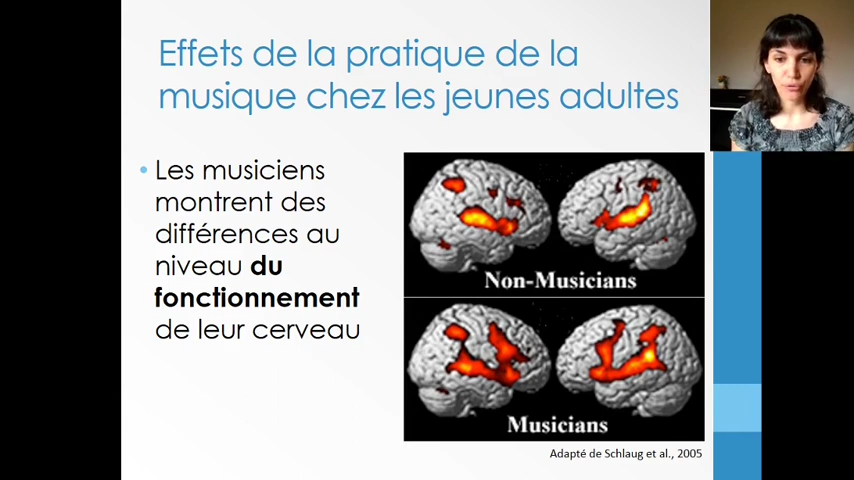 Effets de la pratique de la
musique chez les jeunes adultes
• Les musiciens
montrent des
différences au
niveau du
fonctionnement
de leur cerveau
Non-Musicians
Musicians
Adapté de Schlaug et al., 2005